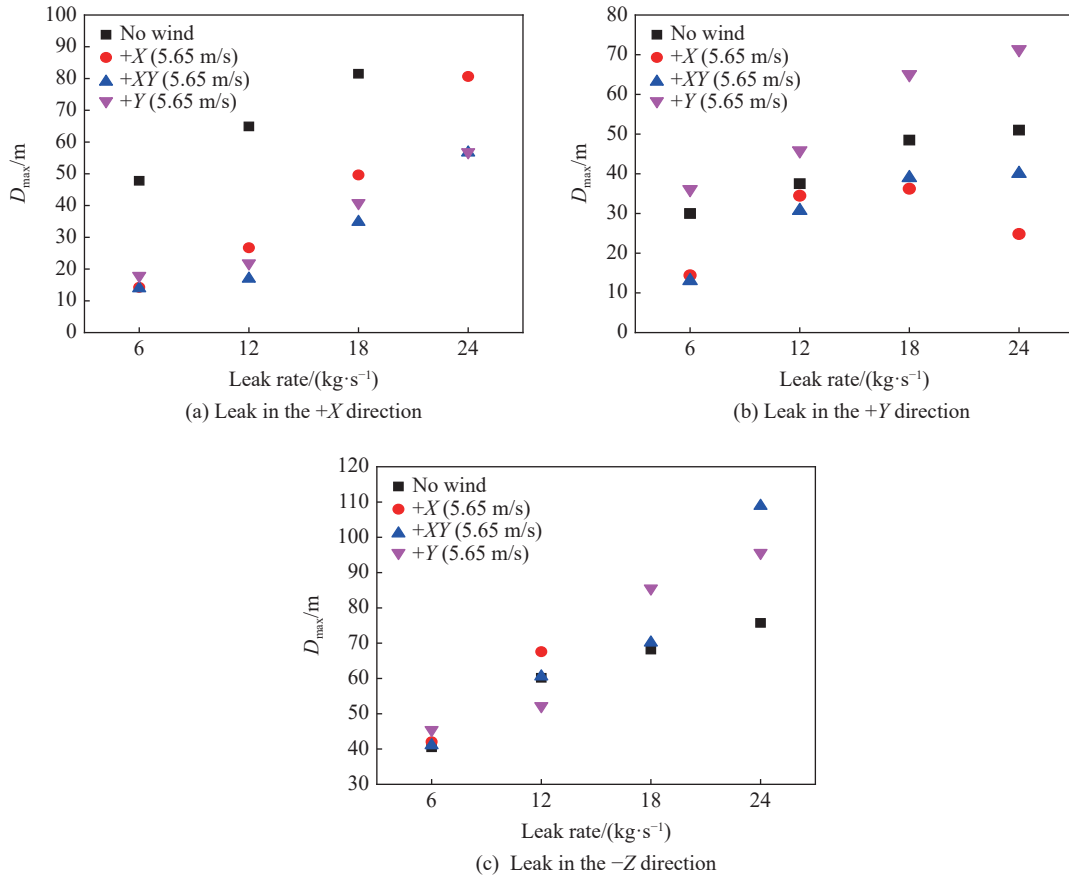 100
90
80
70
60
50
40
30
20
10
0
D_max/m
No wind
+X (5.65 m/s)
+XY (5.65 m/s)
+Y (5.65 m/s)
6 12 18 24
Leak rate/(kg·s⁻¹)
(a) Leak in the +X direction
80
70
60
50
40
30
20
10
0
D_max/m
No wind
+X (5.65 m/s)
+XY (5.65 m/s)
+Y (5.65 m/s)
6 12 18 24
Leak rate/(kg·s⁻¹)
(b) Leak in the +Y direction
120
110
100
90
80
70
60
50
40
30
D_max/m
No wind
+X (5.65 m/s)
+XY (5.65 m/s)
+Y (5.65 m/s)
6 12 18 24
Leak rate/(kg·s⁻¹)
(c) Leak in the −Z direction